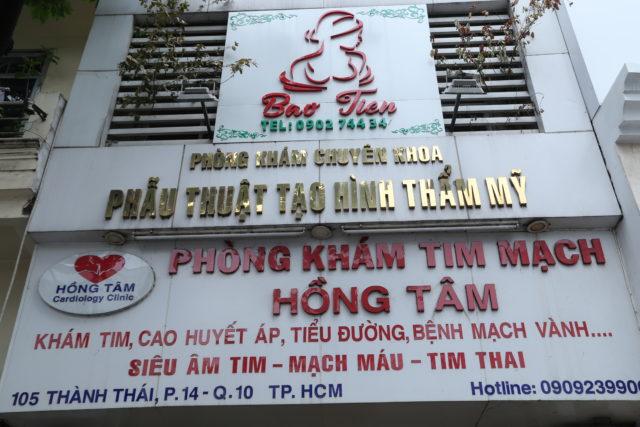 Bao Tien
TEL: 0902 744 34
PHÒNG KHÁM CHUYÊN KHOA
PHẪU THUẬT TẠO HÌNH THẨM MỸ
HỒNG TÂM
Cardiology Clinic
PHÒNG KHÁM TIM MẠCH
HỒNG TÂM
KHÁM TIM, CAO HUYẾT ÁP, TIỂU ĐƯỜNG, BỆNH MẠCH VÀNH....
SIÊU ÂM TIM - MẠCH MÁU - TIM THAI
105 THÀNH THÁI, P.14 - Q.10 TP. HCM
Hotline: 0909239900